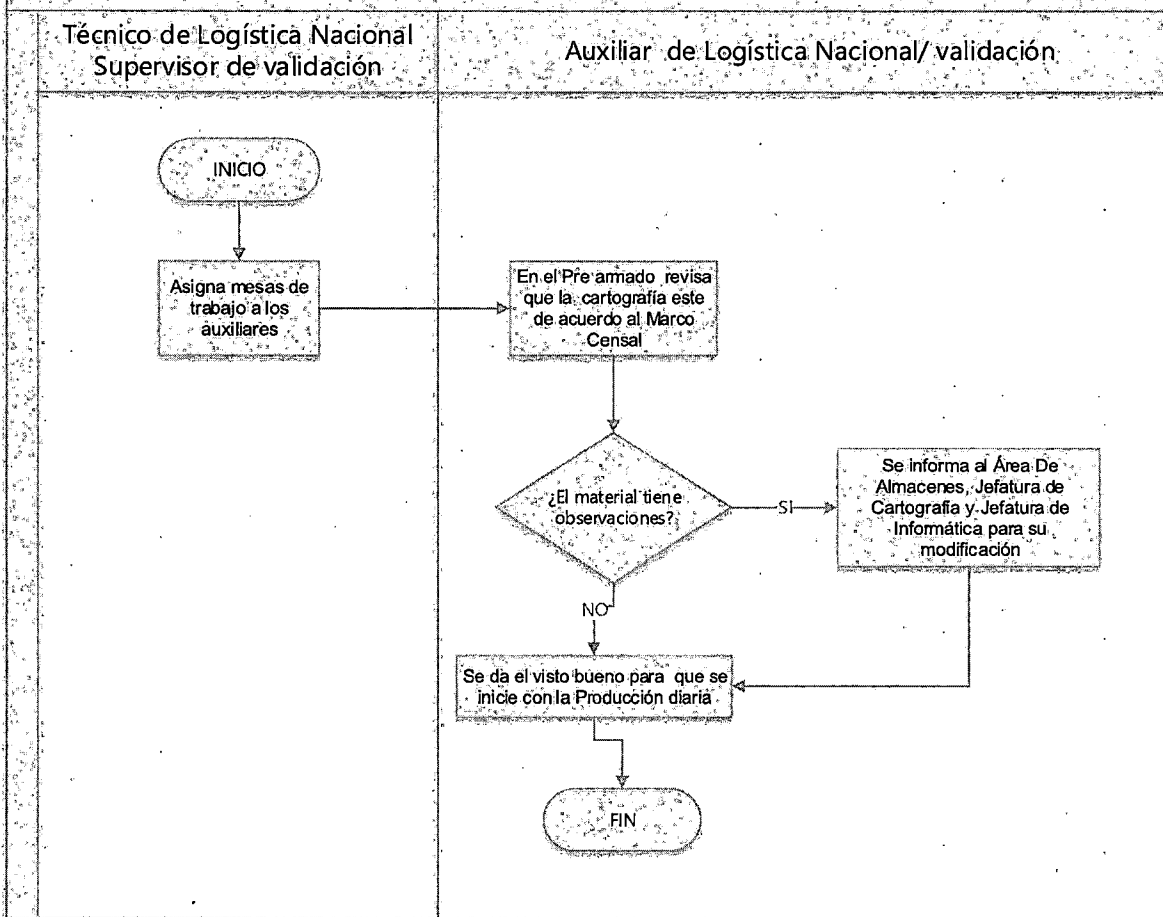 Técnico de Logística Nacional
Supervisor de validación
Auxiliar de Logística Nacional/ validación
INICIO
Asigna mesas de
trabajo a los
auxiliares
En el Pre armado revisa
que la cartografía este
de acuerdo al Marco
Censal
¿El material tiene
observaciones?
SI
Se informa al Área De
Almacenes, Jefatura de
Cartografía y Jefatura de
Informática para su
modificación
NO
Se da el visto bueno para que se
inicie con la Producción diaria
FIN